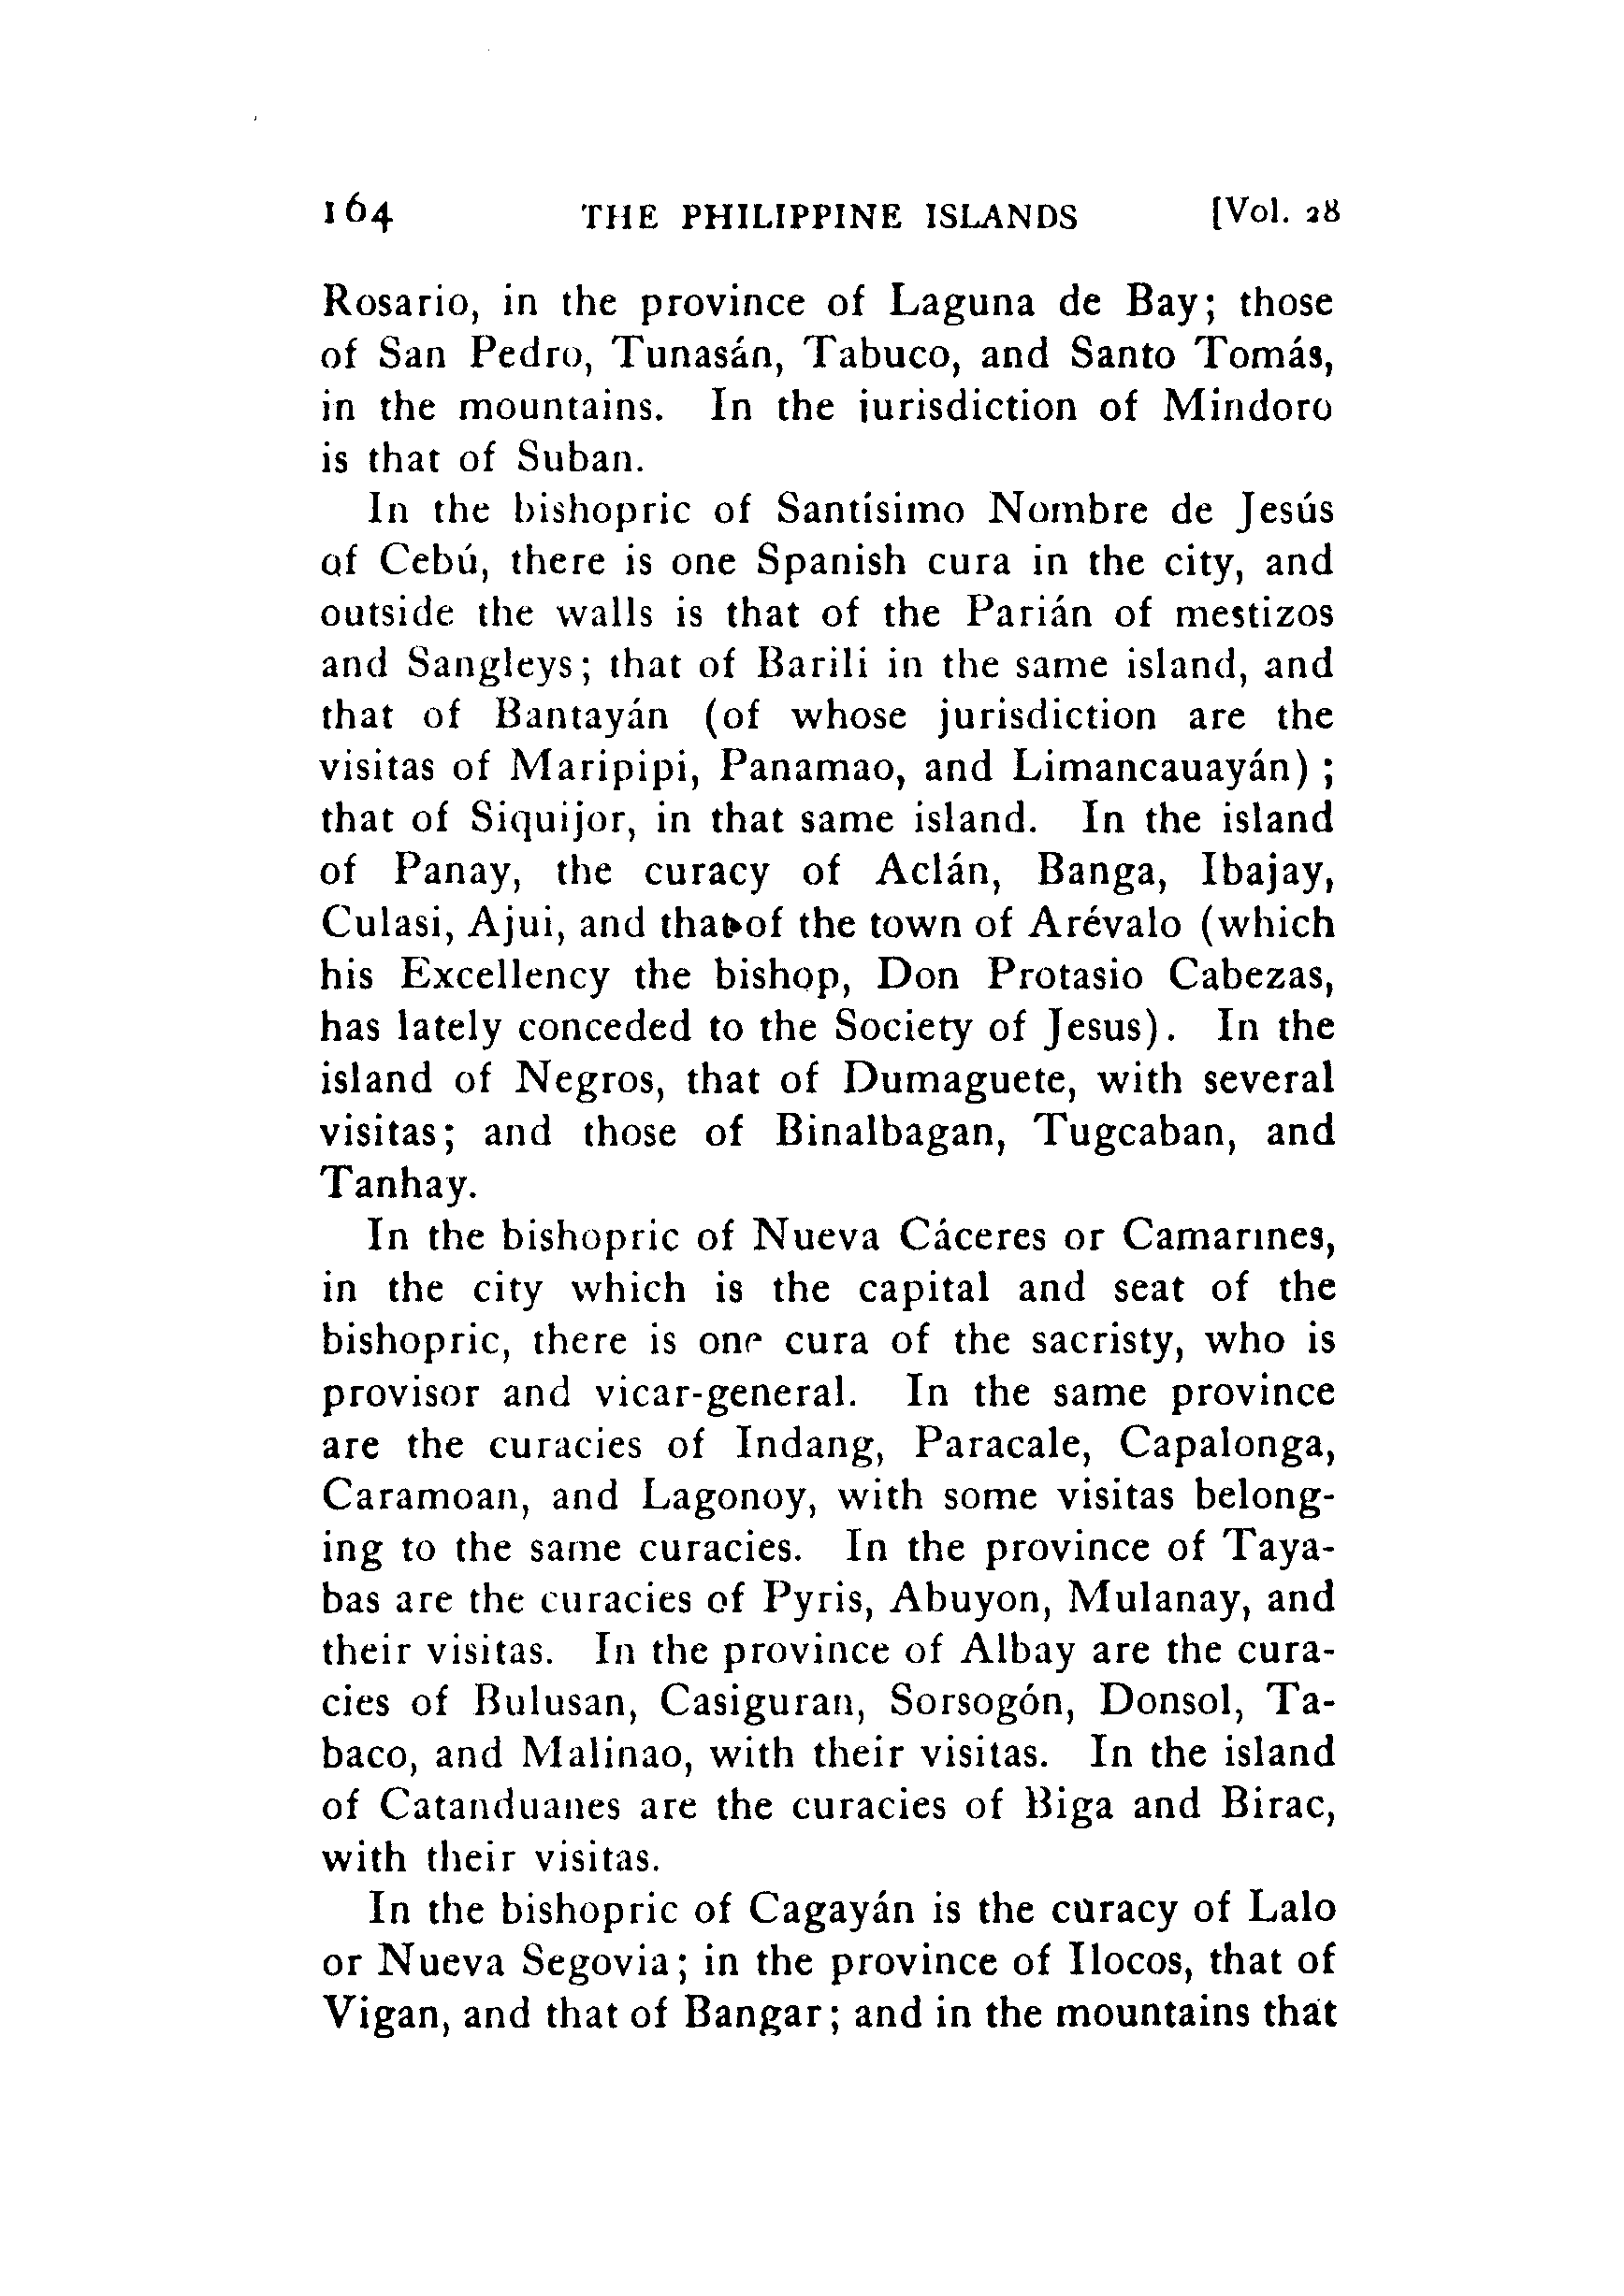 164 THE PHILIPPINE ISLANDS [Vol. 28
Rosario, in the province of Laguna de Bay; those
of San Pedro, Tunasán, Tabuco, and Santo Tomás,
in the mountains. In the jurisdiction of Mindoro
is that of Suban.
In the bishopric of Santísimo Nombre de Jesús
of Cebú, there is one Spanish cura in the city, and
outside the walls is that of the Parián of mestizos
and Sangleys; that of Barili in the same island, and
that of Bantayán (of whose jurisdiction are the
visitas of Maripipi, Panamao, and Limancauayán);
that of Siquijor, in that same island. In the island
of Panay, the curacy of Aclán, Banga, Ibajay,
Culasi, Ajui, and that of the town of Arévalo (which
his Excellency the bishop, Don Protasio Cabezas,
has lately conceded to the Society of Jesus). In the
island of Negros, that of Dumaguete, with several
visitas; and those of Binalbagan, Tugcaban, and
Tanhay.
In the bishopric of Nueva Cáceres or Camarines,
in the city which is the capital and seat of the
bishopric, there is one cura of the sacristy, who is
provisor and vicar-general. In the same province
are the curacies of Indang, Paracale, Capalonga,
Caramoan, and Lagonoy, with some visitas belong-
ing to the same curacies. In the province of Taya-
bas are the curacies of Pyris, Abuyon, Mulanay, and
their visitas. In the province of Albay are the cura-
cies of Bulusan, Casiguran, Sorsogón, Donsol, Ta-
baco, and Malinao, with their visitas. In the island
of Catanduanes are the curacies of Biga and Birac,
with their visitas.
In the bishopric of Cagayán is the curacy of Lalo
or Nueva Segovia; in the province of Ilocos, that of
Vigan, and that of Bangar; and in the mountains that